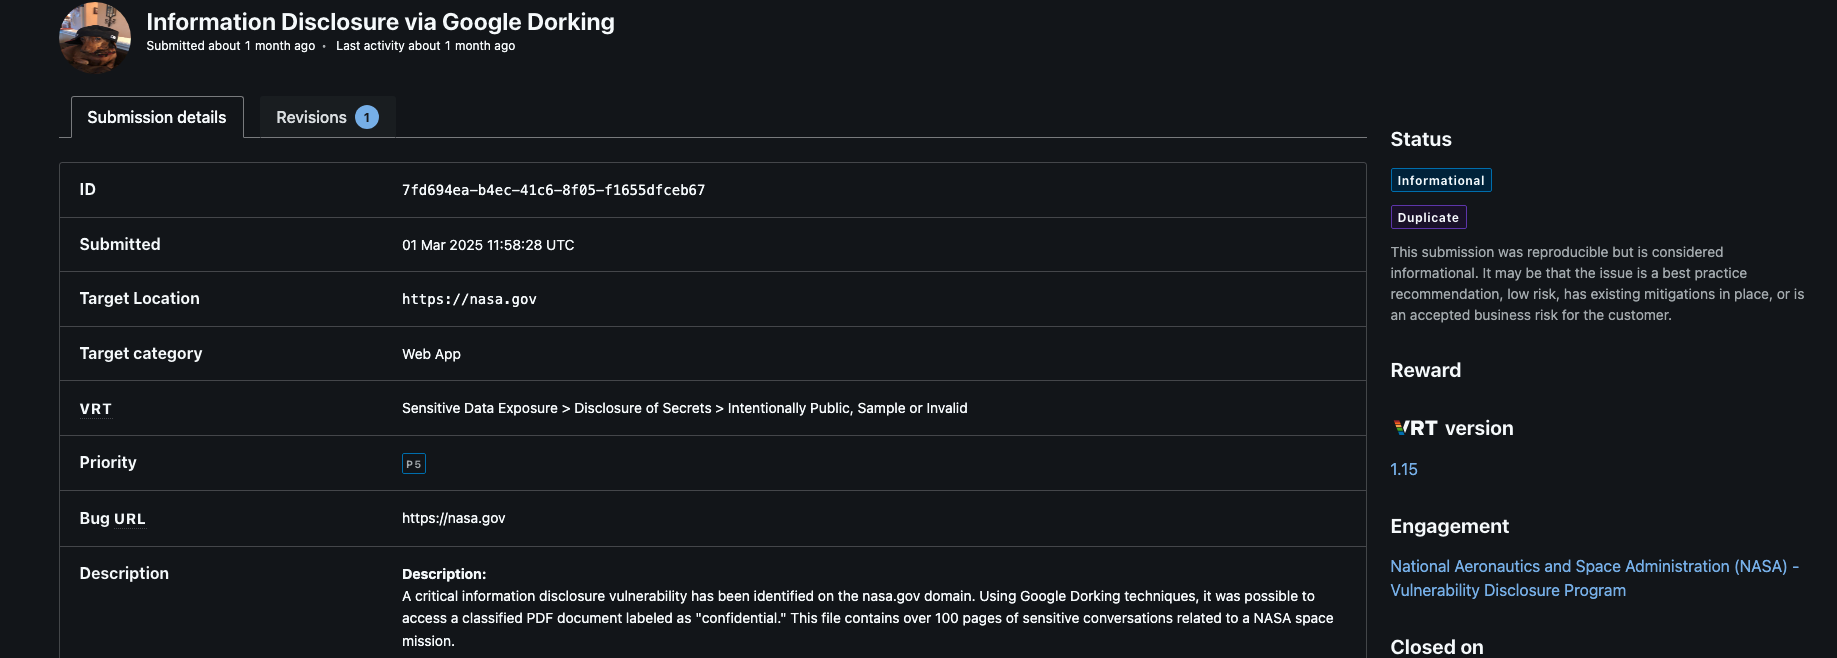 Information Disclosure via Google Dorking
Submitted about 1 month ago • Last activity about 1 month ago
Submission details
Revisions 1
ID
7fd694ea-b4ec-41c6-8f05-f1655dfceb67
Submitted
01 Mar 2025 11:58:28 UTC
Target Location
https://nasa.gov
Target category
Web App
VRT
Sensitive Data Exposure > Disclosure of Secrets > Intentionally Public, Sample or Invalid
Priority
P5
Bug URL
https://nasa.gov
Description
Description:
A critical information disclosure vulnerability has been identified on the nasa.gov domain. Using Google Dorking techniques, it was possible to
access a classified PDF document labeled as "confidential." This file contains over 100 pages of sensitive conversations related to a NASA space
mission.
Status
Informational
Duplicate
This submission was reproducible but is considered
informational. It may be that the issue is a best practice
recommendation, low risk, has existing mitigations in place, or is
an accepted business risk for the customer.
Reward
VRT version
1.15
Engagement
National Aeronautics and Space Administration (NASA) -
Vulnerability Disclosure Program
Closed on